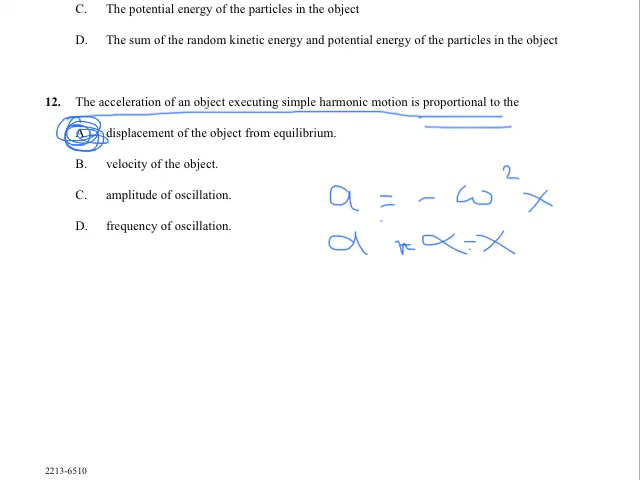 C. The potential energy of the particles in the object
D. The sum of the random kinetic energy and potential energy of the particles in the object
12. The acceleration of an object executing simple harmonic motion is proportional to the
A. displacement of the object from equilibrium.
B. velocity of the object.
C. amplitude of oscillation.
D. frequency of oscillation.
a = - ω² x
a ∝ - x
2213-6510